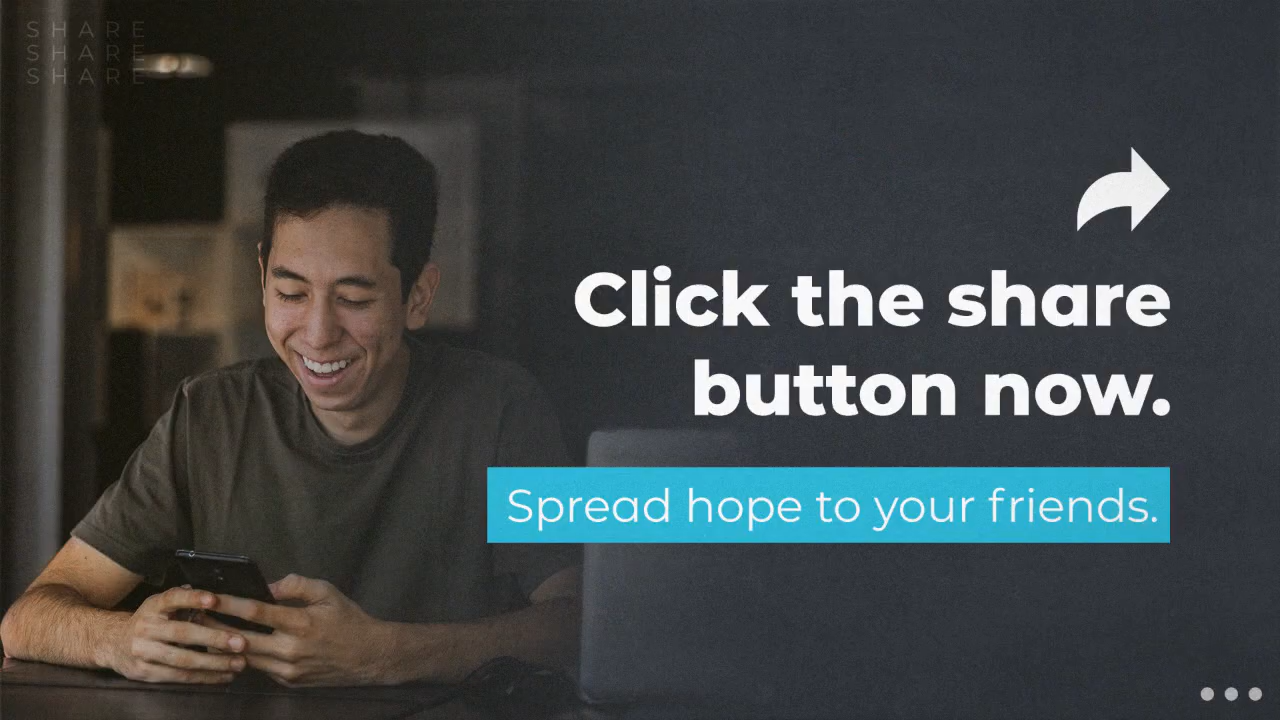 SHARE
SHARE
SHARE
Click the share
button now.
Spread hope to your friends.